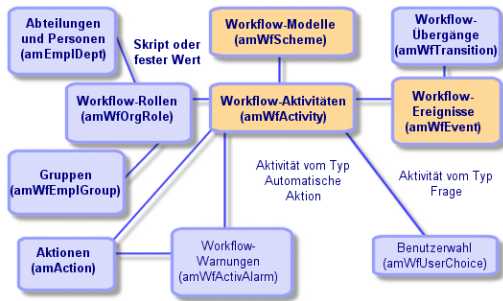 Abteilungen
und Personen
(amEmplDept)
Skript oder
fester Wert
Workflow-Modelle
(amWfScheme)
Workflow-
Übergänge
(amWfTransition)
Workflow-Rollen
(amWfOrgRole)
Workflow-Aktivitäten
(amWfActivity)
Workflow-
Ereignisse
(amWfEvent)
Gruppen
(amWfEmplGroup)
Aktivität vom Typ
Automatische
Aktion
Aktivität vom Typ
Frage
Aktionen
(amAction)
Workflow-
Warnungen
(amWfActivAlarm)
Benutzerwahl
(amWfUserChoice)